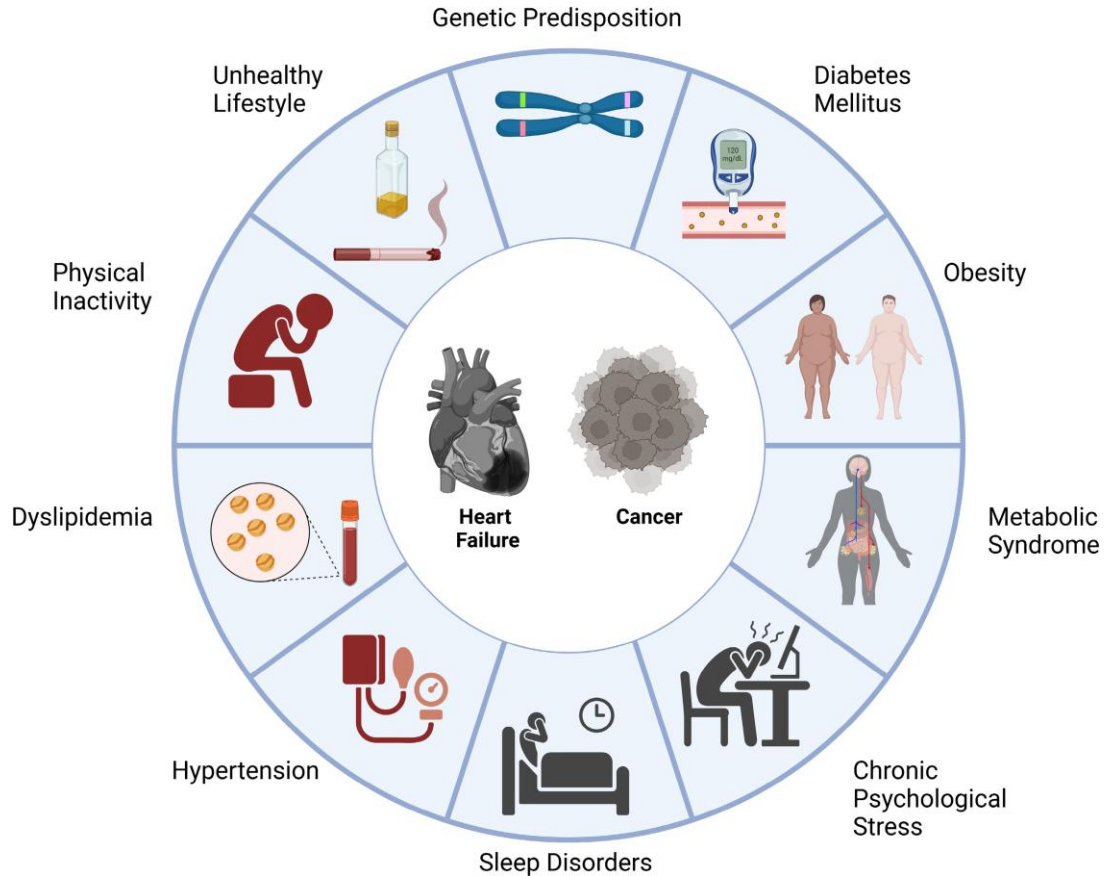 Genetic Predisposition
Unhealthy
Lifestyle
Diabetes
Mellitus
120
mg/dL
Physical
Inactivity
Obesity
Heart
Failure
Cancer
Dyslipidemia
Metabolic
Syndrome
Hypertension
Chronic
Psychological
Stress
Sleep Disorders